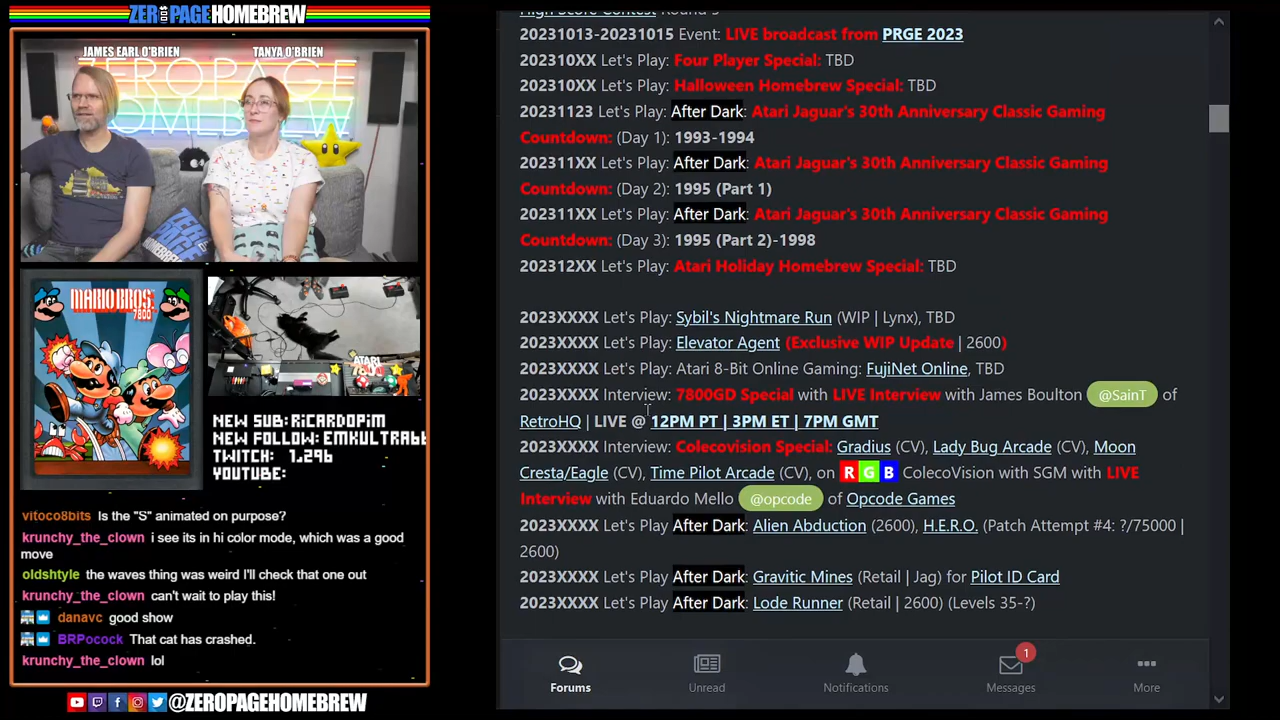 ZEROPAGEHOMEBREW
JAMES EARL O'BRIEN
TANYA O'BRIEN
ZEROPAGE
HOMEBREW
ZERO PAGE HOMEBREW
MARIO BROS.
7800
ATARI
NEW SUB:RICARDOPIM
NEW FOLLOW:EMKULTRA66
TWITCH: 1,296
YOUTUBE:
vitoco8bits Is the "S" animated on purpose?
krunchy_the_clown i see its in hi color mode, which was a good
move
oldshtyle the waves thing was weird I'll check that one out
krunchy_the_clown can't wait to play this!
danavc good show
BRPocock That cat has crashed.
krunchy_the_clown lol
@ZEROPAGEHOMEBREW
20231013-20231015 Event: LIVE broadcast from PRGE 2023
202310XX Let's Play: Four Player Special: TBD
202310XX Let's Play: Halloween Homebrew Special: TBD
20231123 Let's Play: After Dark: Atari Jaguar's 30th Anniversary Classic Gaming
Countdown: (Day 1): 1993-1994
202311XX Let's Play: After Dark: Atari Jaguar's 30th Anniversary Classic Gaming
Countdown: (Day 2): 1995 (Part 1)
202311XX Let's Play: After Dark: Atari Jaguar's 30th Anniversary Classic Gaming
Countdown: (Day 3): 1995 (Part 2)-1998
202312XX Let's Play: Atari Holiday Homebrew Special: TBD
2023XXXX Let's Play: Sybil's Nightmare Run (WIP | Lynx), TBD
2023XXXX Let's Play: Elevator Agent (Exclusive WIP Update | 2600)
2023XXXX Let's Play: Atari 8-Bit Online Gaming: FujiNet Online, TBD
2023XXXX Interview: 7800GD Special with LIVE Interview with James Boulton @SainT of
RetroHQ | LIVE @ 12PM PT | 3PM ET | 7PM GMT
2023XXXX Interview: Colecovision Special: Gradius (CV), Lady Bug Arcade (CV), Moon
Cresta/Eagle (CV), Time Pilot Arcade (CV), on R G B ColecoVision with SGM with LIVE
Interview with Eduardo Mello @opcode of Opcode Games
2023XXXX Let's Play After Dark: Alien Abduction (2600), H.E.R.O. (Patch Attempt #4: ?/75000 |
2600)
2023XXXX Let's Play After Dark: Gravitic Mines (Retail | Jag) for Pilot ID Card
2023XXXX Let's Play After Dark: Lode Runner (Retail | 2600) (Levels 35-?)
Forums
Unread
Notifications
1
Messages
More